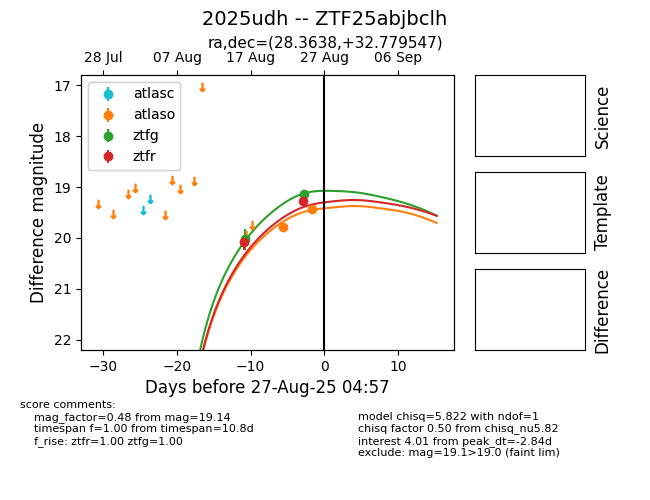 2025udh -- ZTF25abjbclh
ra,dec=(28.3638,+32.779547)
28 Jul 07 Aug 17 Aug 27 Aug 06 Sep
atlasc
atlaso
ztfg
ztfr
17
18
19
20
21
22
Difference magnitude
−30 −20 −10 0 10
Days before 27-Aug-25 04:57
Science
Template
Difference
score comments:
mag_factor=0.48 from mag=19.14
timespan f=1.00 from timespan=10.8d
f_rise: ztfr=1.00 ztfg=1.00
model chisq=5.822 with ndof=1
chisq factor 0.50 from chisq_nu5.82
interest 4.01 from peak_dt=-2.84d
exclude: mag=19.1>19.0 (faint lim)